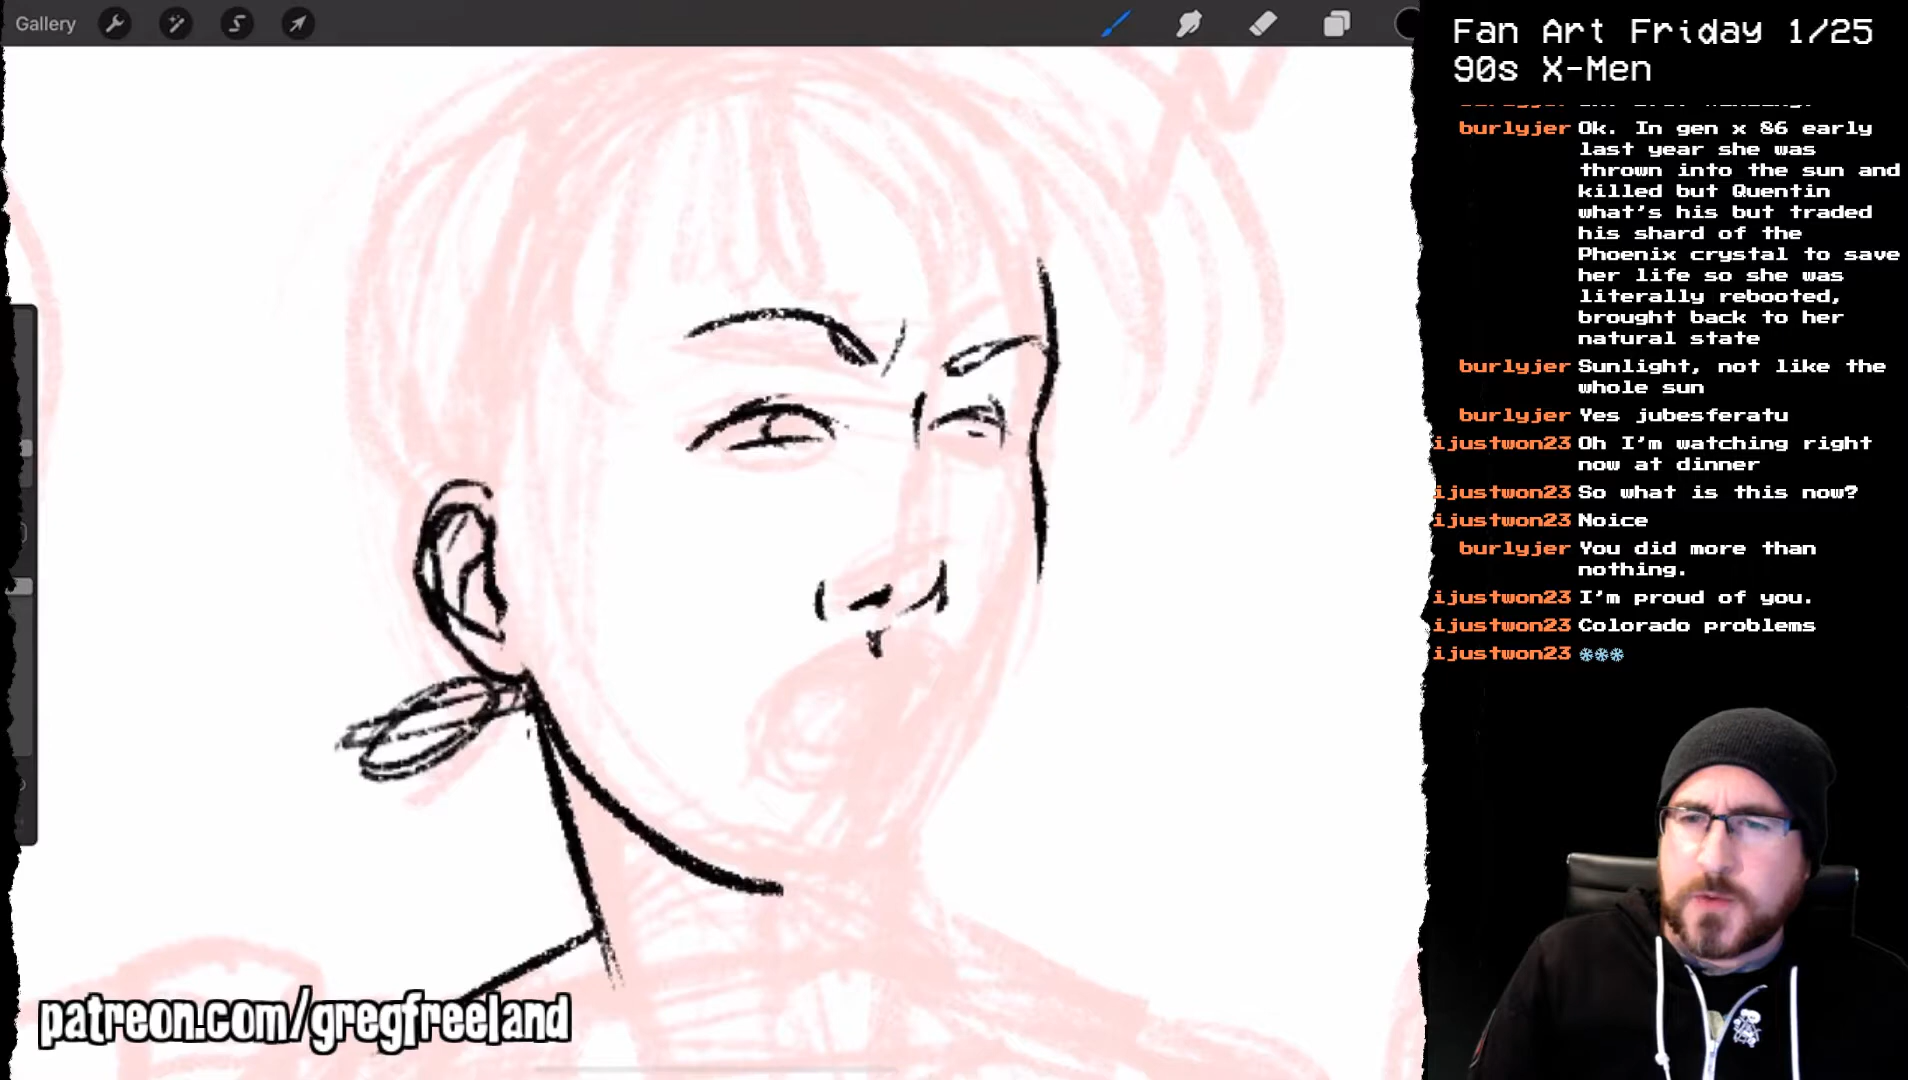 Gallery
Fan Art Friday 1/25
90s X-Men
burlyjer Ok. In gen x 86 early
last year she was
thrown into the sun and
killed but Quentin
what's his but traded
his shard of the
Phoenix crystal to save
her life so she was
literally rebooted,
brought back to her
natural state
burlyjer Sunlight, not like the
whole sun
burlyjer Yes jubesferatu
ijustwon23 Oh I'm watching right
now at dinner
ijustwon23 So what is this now?
ijustwon23 Noice
burlyjer You did more than
nothing.
ijustwon23 I'm proud of you.
ijustwon23 Colorado problems
ijustwon23 ❄❄❄
patreon.com/gregfreeland